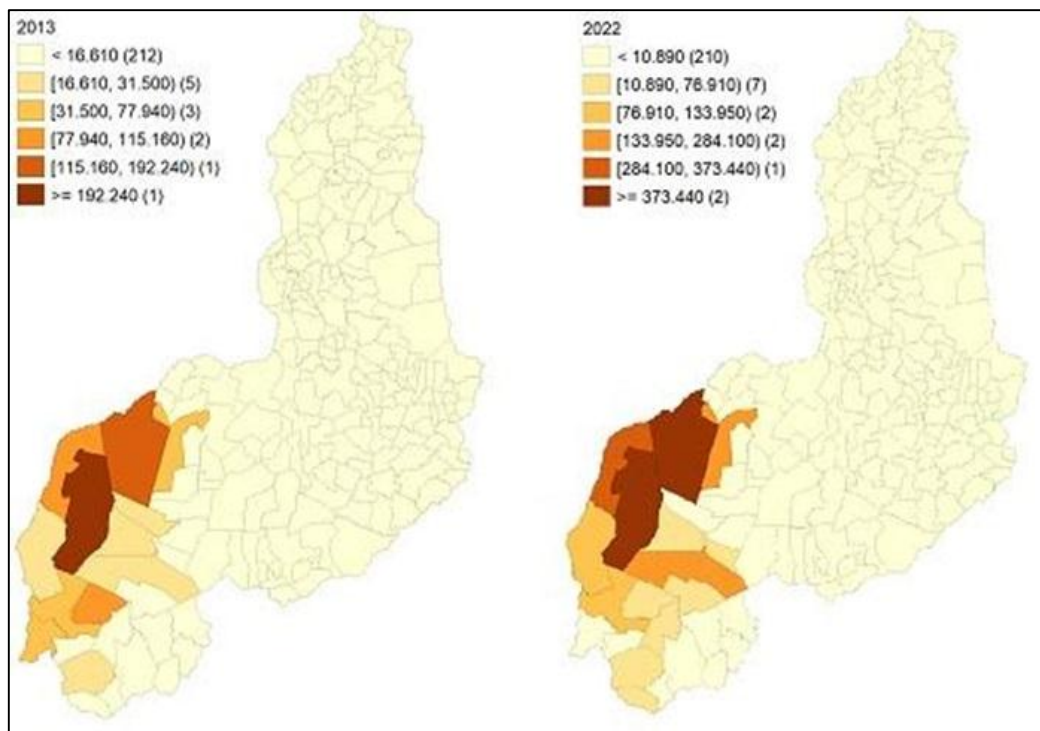 2013
< 16.610 (212)
[16.610, 31.500) (5)
[31.500, 77.940) (3)
[77.940, 115.160) (2)
[115.160, 192.240) (1)
>= 192.240 (1)
2022
< 10.890 (210)
[10.890, 76.910) (7)
[76.910, 133.950) (2)
[133.950, 284.100) (2)
[284.100, 373.440) (1)
>= 373.440 (2)